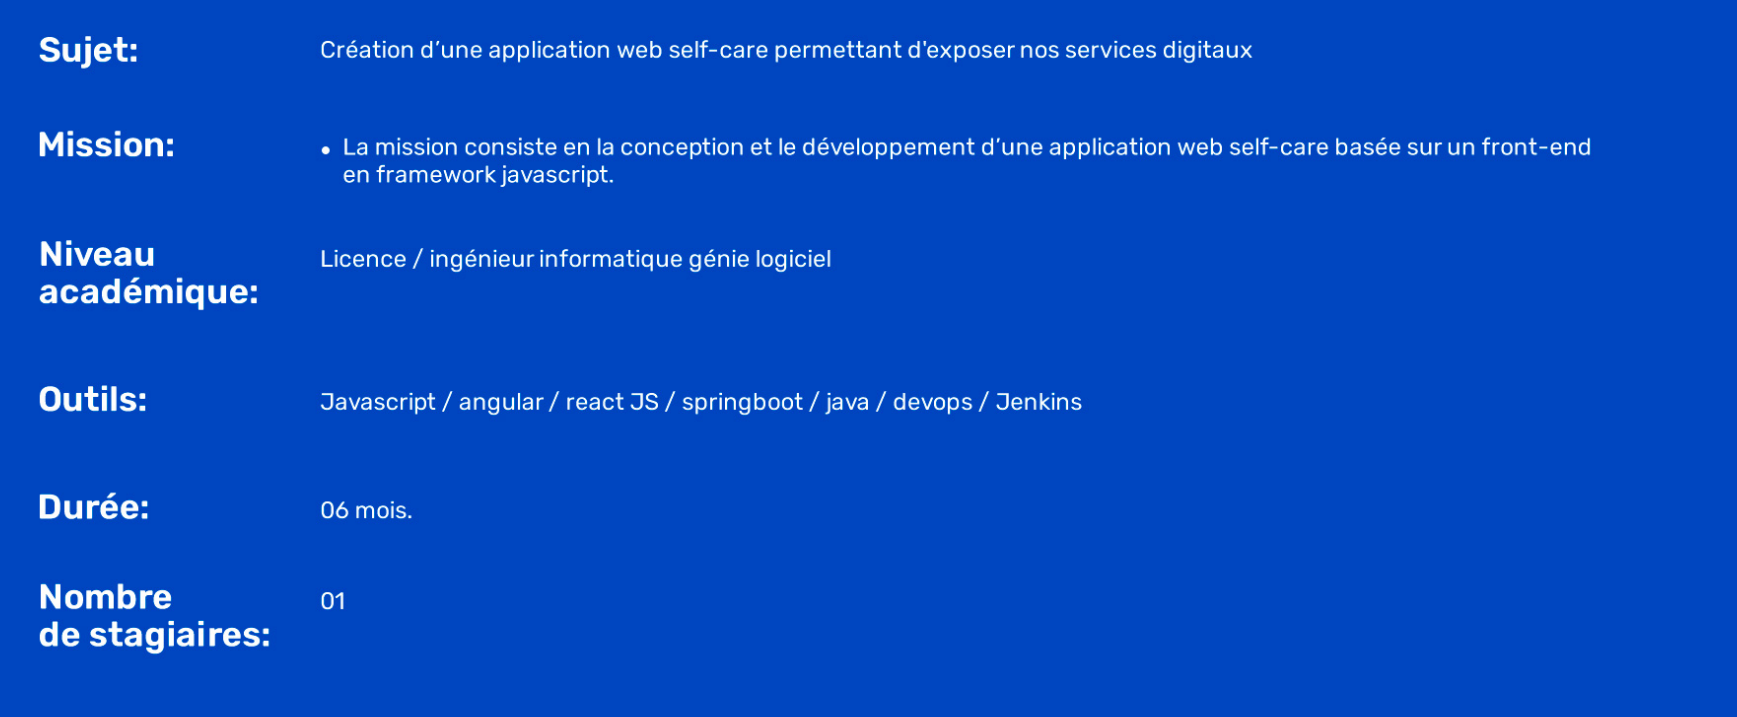 Sujet: Création d’une application web self-care permettant d'exposer nos services digitaux
Mission: • La mission consiste en la conception et le développement d’une application web self-care basée sur un front-end
en framework javascript.
Niveau
académique:
Licence / ingénieur informatique génie logiciel
Outils: Javascript / angular / react JS / springboot / java / devops / Jenkins
Durée: 06 mois.
Nombre
de stagiaires:
01